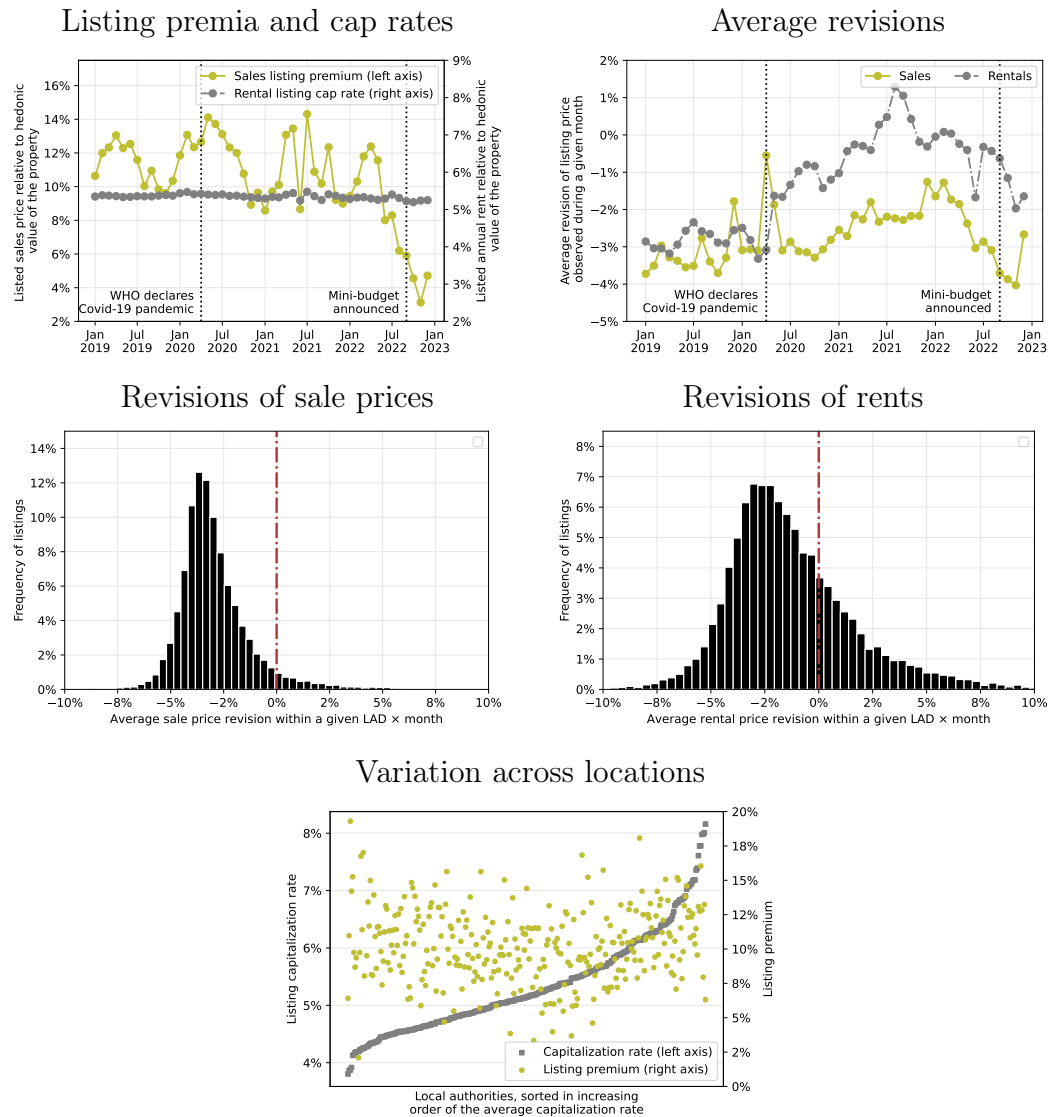 Listing premia and cap rates
Listed sales price relative to hedonic
value of the property
16%
14%
12%
10%
8%
6%
4%
2%
Sales listing premium (left axis)
Rental listing cap rate (right axis)
WHO declares
Covid-19 pandemic
Mini-budget
announced
9%
8%
7%
6%
5%
4%
3%
2%
Listed annual rent relative to hedonic
value of the property
Jan Jul Jan Jul Jan Jul Jan Jul Jan
2019 2019 2020 2020 2021 2021 2022 2022 2023
Average revisions
Average revision of listing price
observed during a given month
2%
1%
0%
−1%
−2%
−3%
−4%
−5%
Sales
Rentals
WHO declares
Covid-19 pandemic
Mini-budget
announced
Jan Jul Jan Jul Jan Jul Jan Jul Jan
2019 2019 2020 2020 2021 2021 2022 2022 2023
Revisions of sale prices
Frequency of listings
14%
12%
10%
8%
6%
4%
2%
0%
−10% −8% −5% −2% 0% 2% 5% 8% 10%
Average sale price revision within a given LAD × month
Revisions of rents
Frequency of listings
8%
7%
6%
5%
4%
3%
2%
1%
0%
−10% −8% −5% −2% 0% 2% 5% 8% 10%
Average rental price revision within a given LAD × month
Variation across locations
Listing capitalization rate
8%
7%
6%
5%
4%
20%
18%
15%
12%
10%
8%
5%
2%
0%
Listing premium
Capitalization rate (left axis)
Listing premium (right axis)
Local authorities, sorted in increasing
order of the average capitalization rate